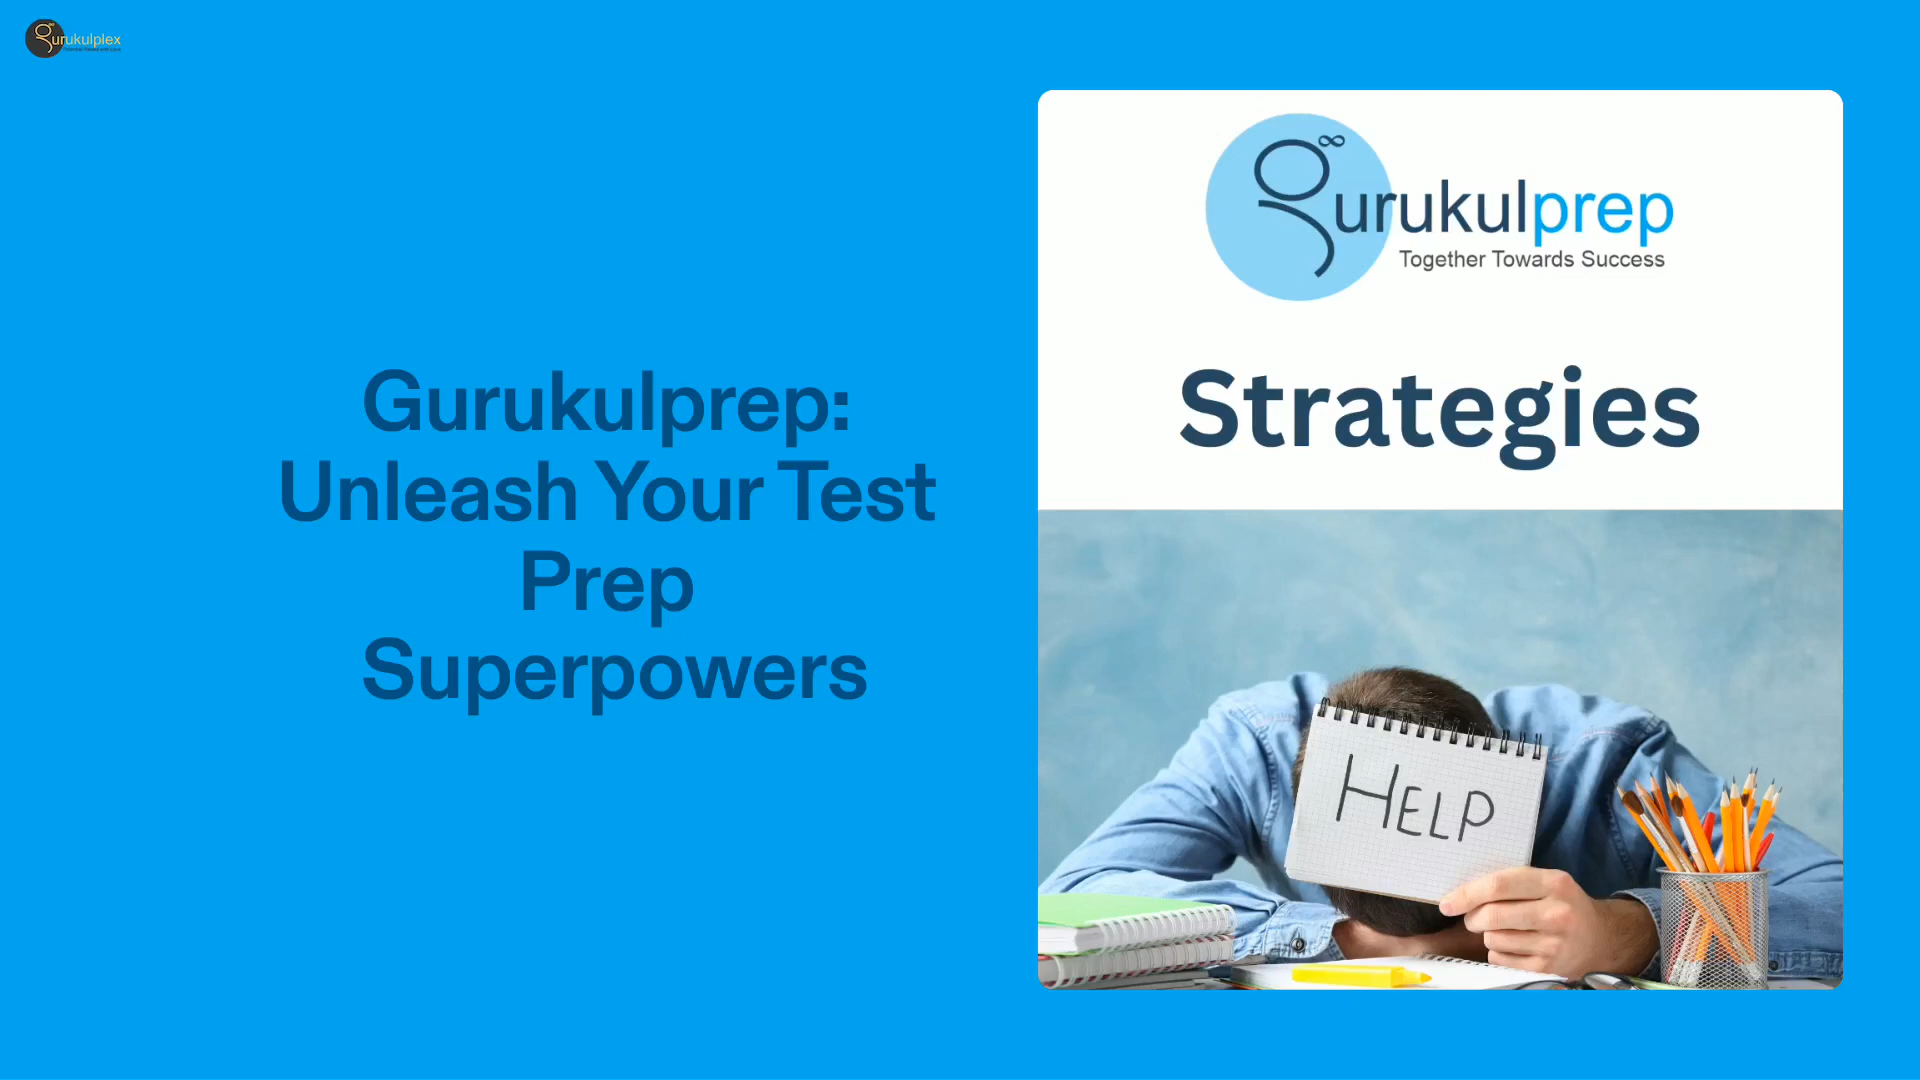 gurukulplex
Gurukulprep:
Unleash Your Test
Prep
Superpowers
gurukulprep
Together Towards Success
Strategies
HELP